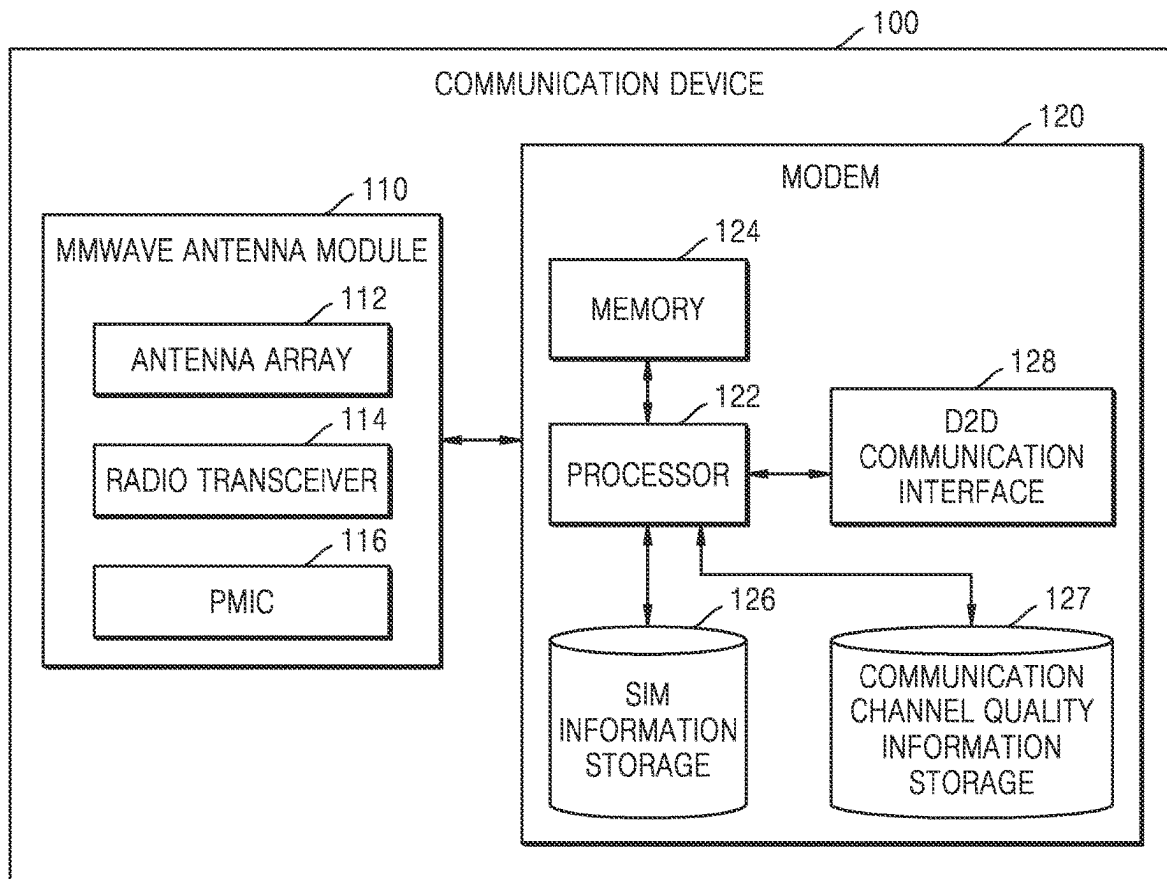 100
COMMUNICATION DEVICE
120
MODEM
110
MMWAVE ANTENNA MODULE
112
ANTENNA ARRAY
114
RADIO TRANSCEIVER
116
PMIC
124
MEMORY
122
PROCESSOR
128
D2D
COMMUNICATION
INTERFACE
126
SIM
INFORMATION
STORAGE
127
COMMUNICATION
CHANNEL QUALITY
INFORMATION
STORAGE